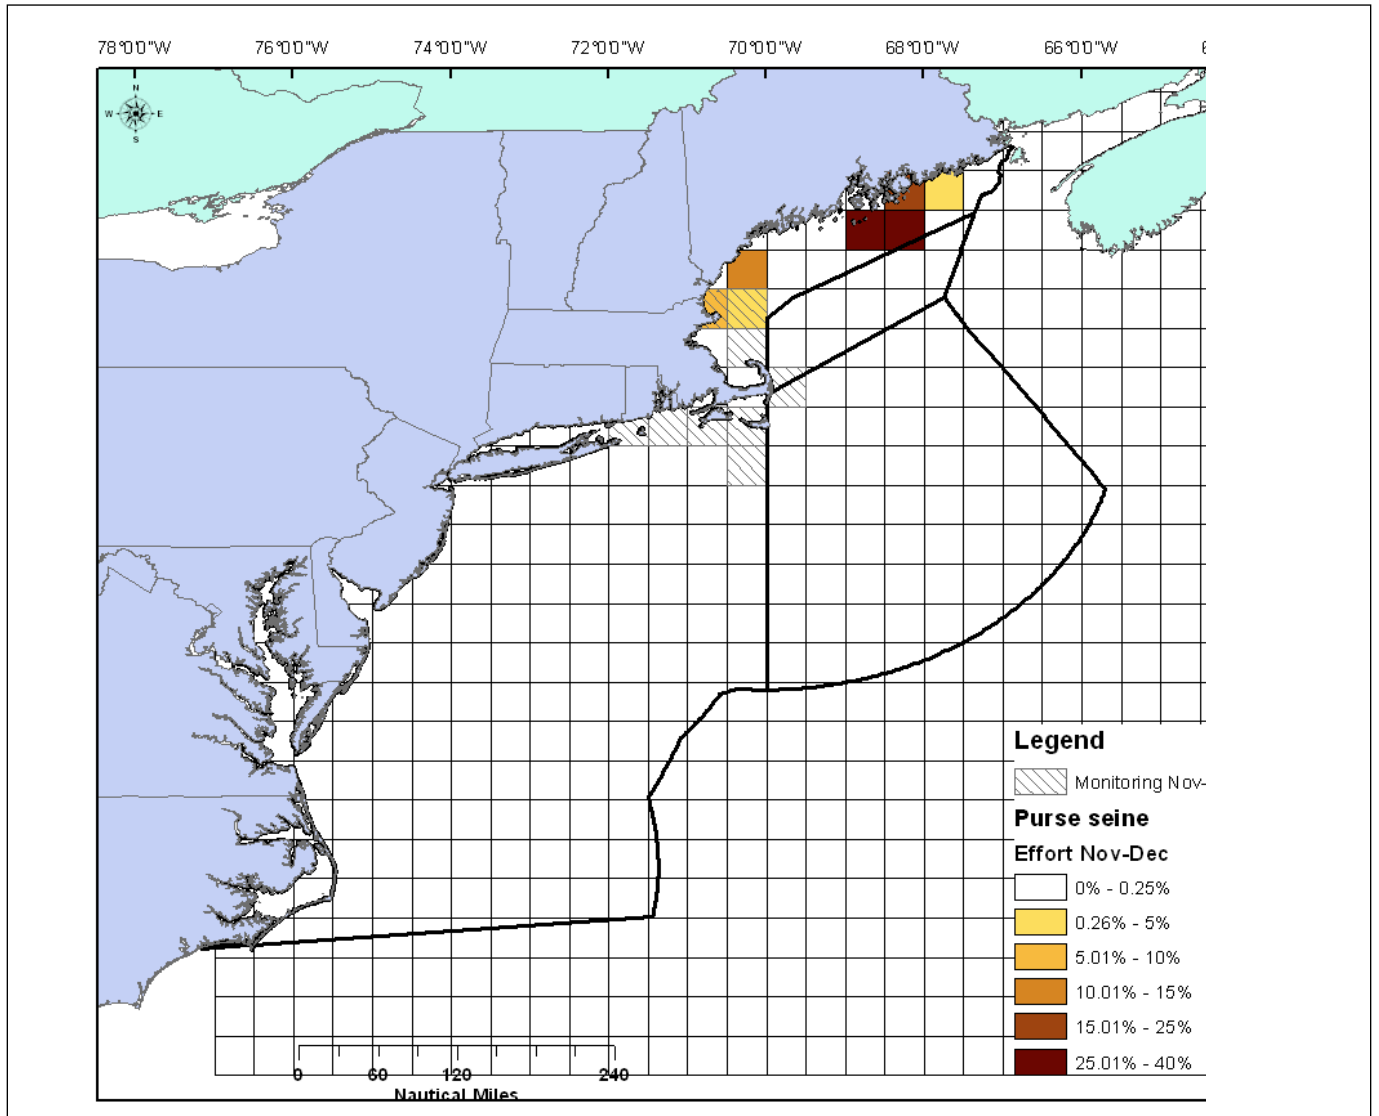 78°0'0"W 76°0'0"W 74°0'0"W 72°0'0"W 70°0'0"W 68°0'0"W 66°0'0"W 6
N
W E
S
Legend
Monitoring Nov-
Purse seine
Effort Nov-Dec
0% - 0.25%
0.26% - 5%
5.01% - 10%
10.01% - 15%
15.01% - 25%
25.01% - 40%
0 60 120 240
Nautical Miles